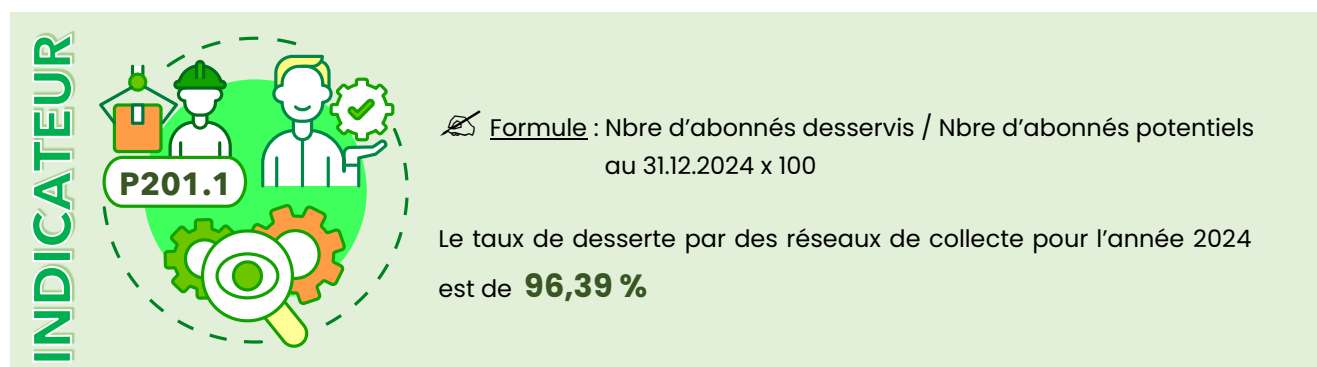 INDICATEUR
P201.1
Formule : Nbre d’abonnés desservis / Nbre d’abonnés potentiels
au 31.12.2024 x 100
Le taux de desserte par des réseaux de collecte pour l’année 2024
est de 96,39 %